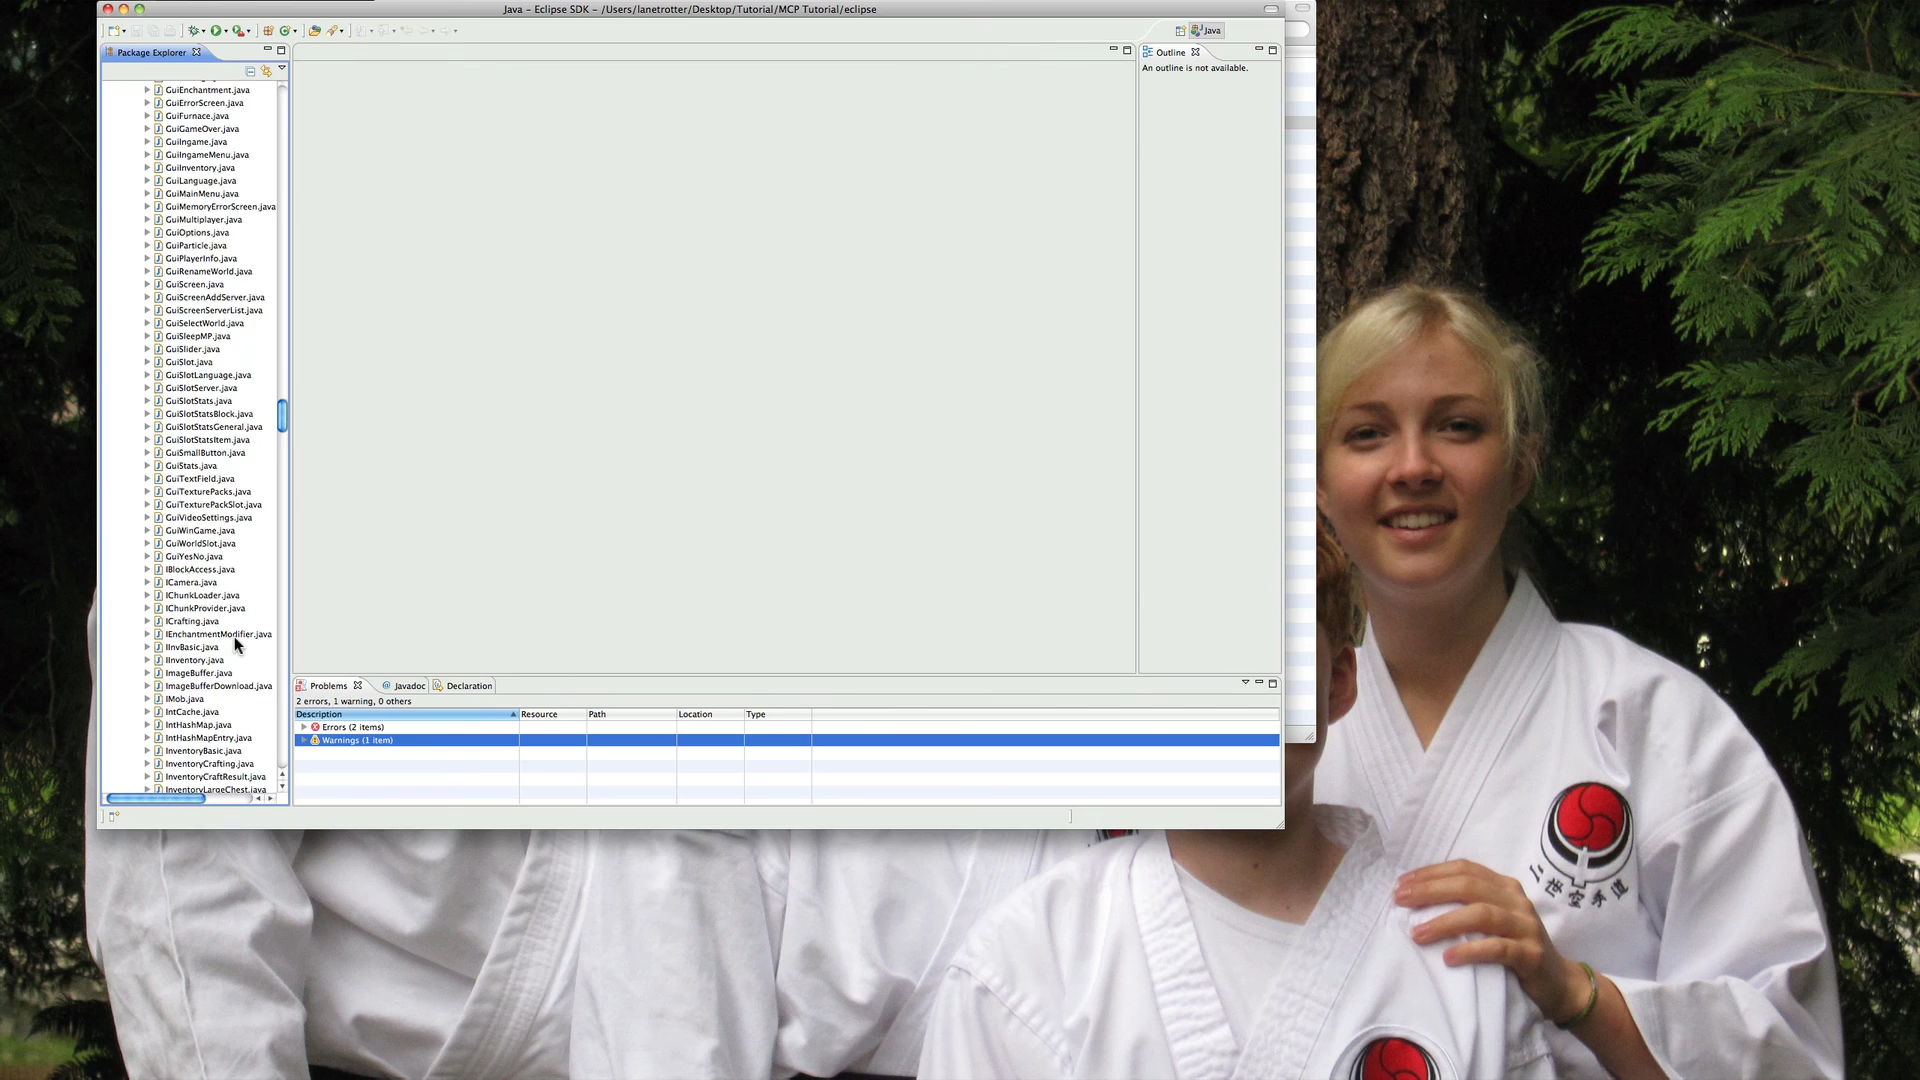 Java – Eclipse SDK – /Users/lanetrotter/Desktop/Tutorial/MCP Tutorial/eclipse
Java
Package Explorer
GuiEnchantment.java
GuiErrorScreen.java
GuiFurnace.java
GuiGameOver.java
GuiIngame.java
GuiIngameMenu.java
GuiInventory.java
GuiLanguage.java
GuiMainMenu.java
GuiMemoryErrorScreen.java
GuiMultiplayer.java
GuiOptions.java
GuiParticle.java
GuiPlayerInfo.java
GuiRenameWorld.java
GuiScreen.java
GuiScreenAddServer.java
GuiScreenServerList.java
GuiSelectWorld.java
GuiSleepMP.java
GuiSlider.java
GuiSlot.java
GuiSlotLanguage.java
GuiSlotServer.java
GuiSlotStats.java
GuiSlotStatsBlock.java
GuiSlotStatsGeneral.java
GuiSlotStatsItem.java
GuiSmallButton.java
GuiStats.java
GuiTextField.java
GuiTexturePacks.java
GuiTexturePackSlot.java
GuiVideoSettings.java
GuiWinGame.java
GuiWorldSlot.java
GuiYesNo.java
IBlockAccess.java
ICamera.java
IChunkLoader.java
IChunkProvider.java
ICrafting.java
IEnchantmentModifier.java
IInvBasic.java
IInventory.java
ImageBuffer.java
ImageBufferDownload.java
IMob.java
IntCache.java
IntHashMap.java
IntHashMapEntry.java
InventoryBasic.java
InventoryCrafting.java
InventoryCraftResult.java
InventoryLargeChest.java
Outline
An outline is not available.
Problems
@ Javadoc
Declaration
2 errors, 1 warning, 0 others
Description Resource Path Location Type
Errors (2 items)
Warnings (1 item)
世空手道